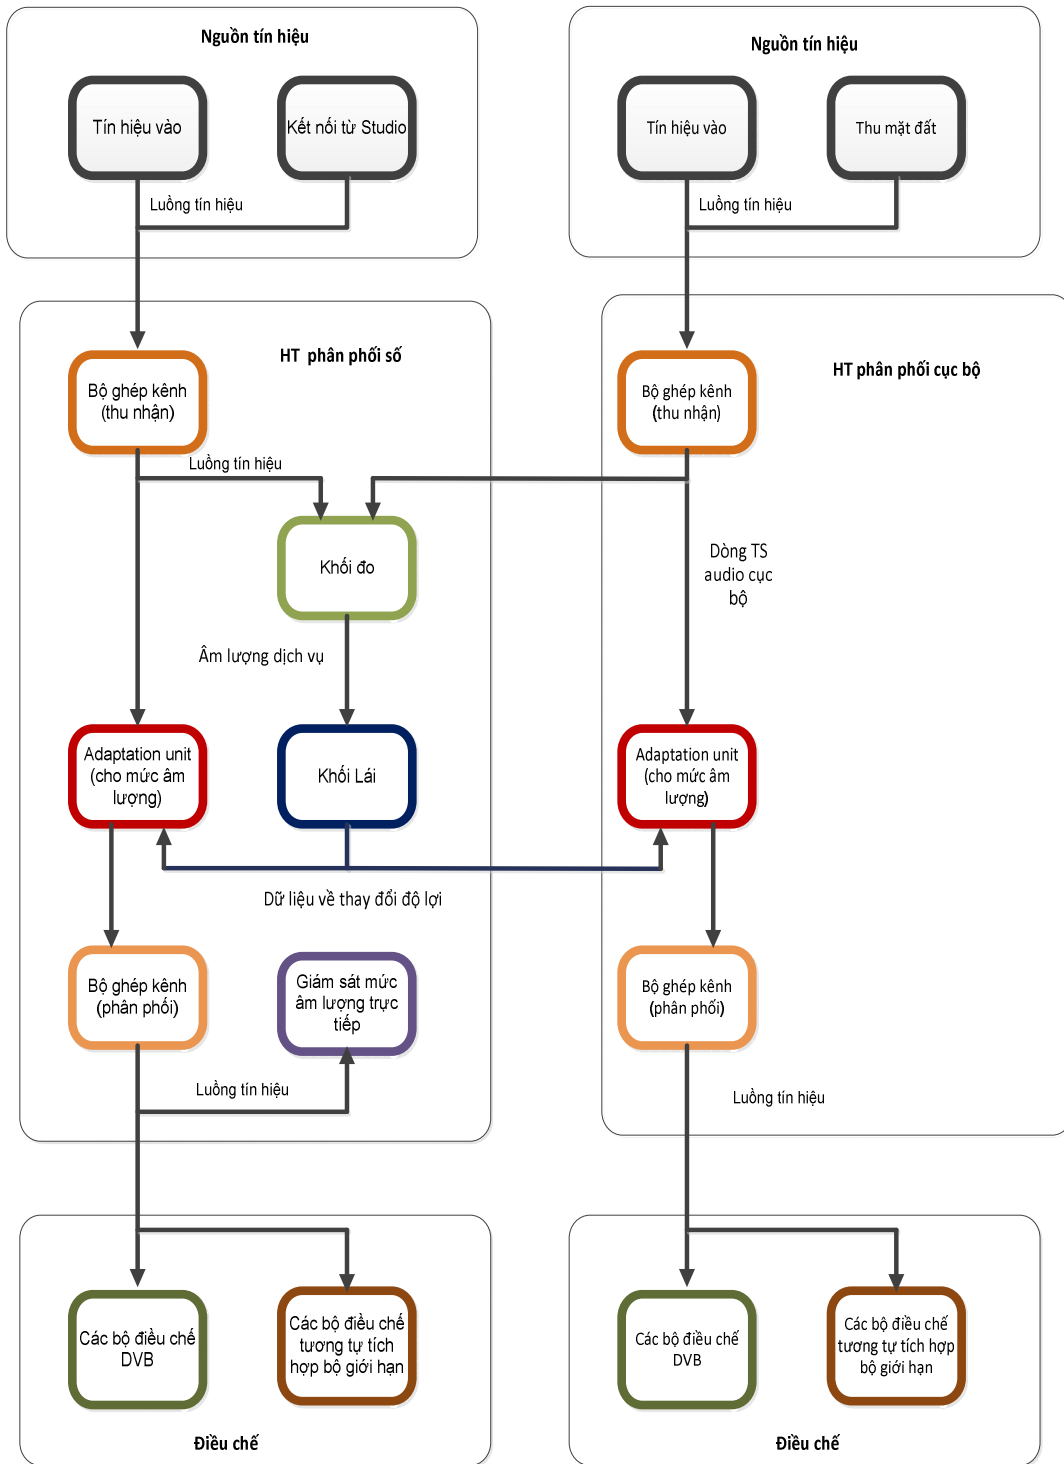 Nguồn tín hiệu
Tín hiệu vào
Kết nối từ Studio
Luồng tín hiệu
Nguồn tín hiệu
Tín hiệu vào
Thu mặt đất
Luồng tín hiệu
HT phân phối số
Bộ ghép kênh
(thu nhận)
Luồng tín hiệu
Khối đo
Âm lượng dịch vụ
Adaptation unit
(cho mức âm
lượng)
Khối Lái
Dữ liệu về thay đổi độ lợi
Bộ ghép kênh
(phân phối)
Giám sát mức
âm lượng trực
tiếp
Luồng tín hiệu
HT phân phối cục bộ
Bộ ghép kênh
(thu nhận)
Dòng TS
audio cục
bộ
Adaptation unit
(cho mức âm
lượng)
Bộ ghép kênh
(phân phối)
Luồng tín hiệu
Các bộ điều chế
DVB
Các bộ điều chế
tương tự tích
hợp bộ giới hạn
Điều chế
Các bộ điều chế
DVB
Các bộ điều chế
tương tự tích hợp
bộ giới hạn
Điều chế